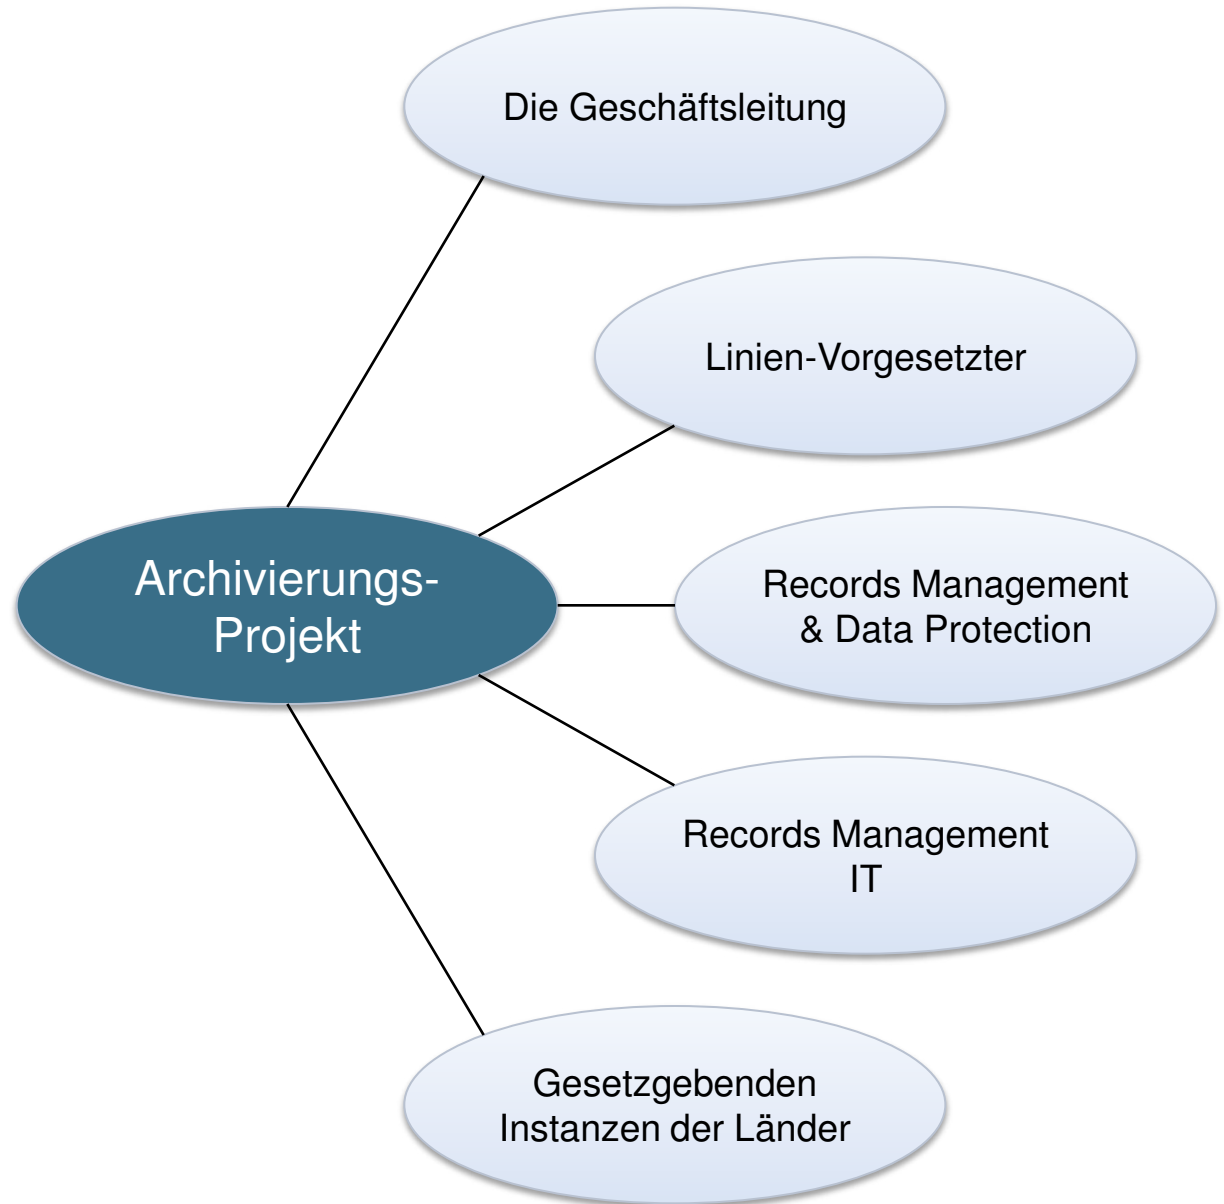 Die Geschäftsleitung
Linien-Vorgesetzter
Archivierungs-
Projekt
Records Management
& Data Protection
Records Management
IT
Gesetzgebenden
Instanzen der Länder